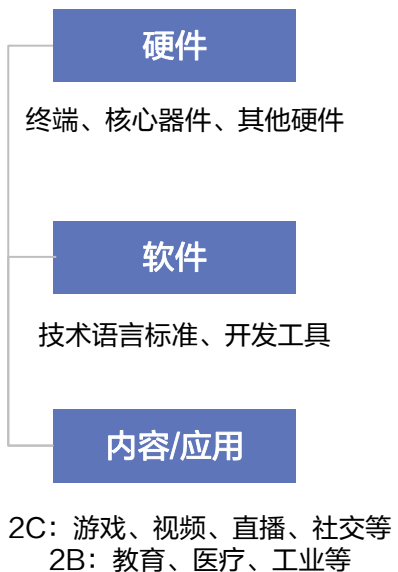 硬件
终端、核心器件、其他硬件
软件
技术语言标准、开发工具
内容/应用
2C：游戏、视频、直播、社交等
2B：教育、医疗、工业等